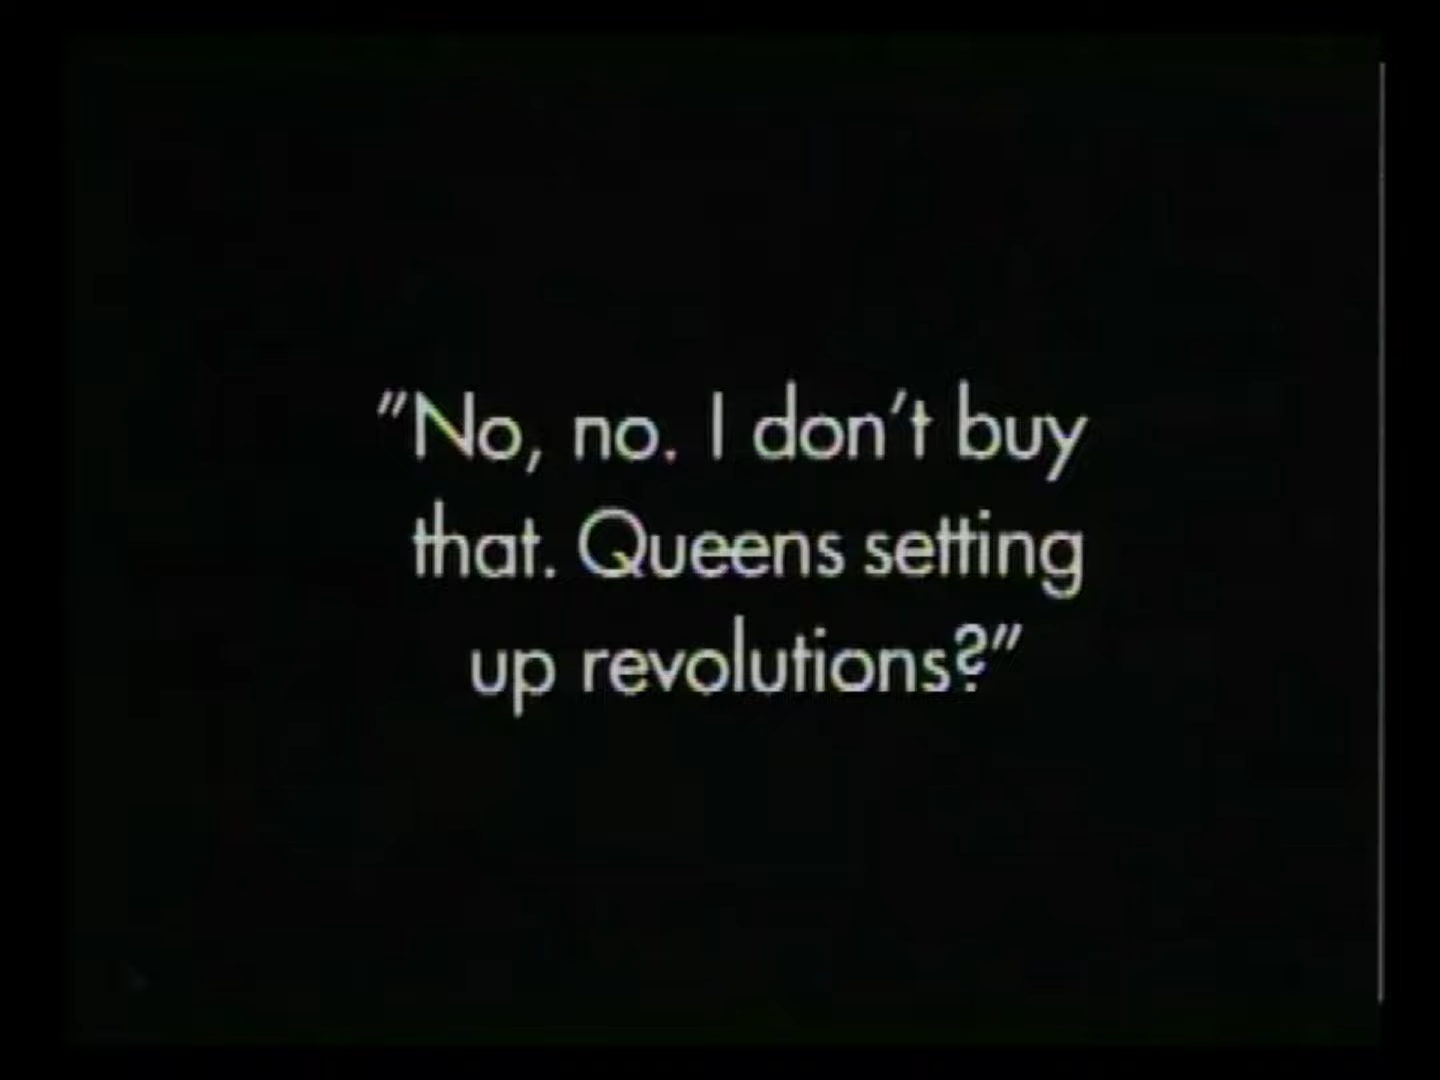 "No, no. I don't buy
that. Queens setting
up revolutions?"